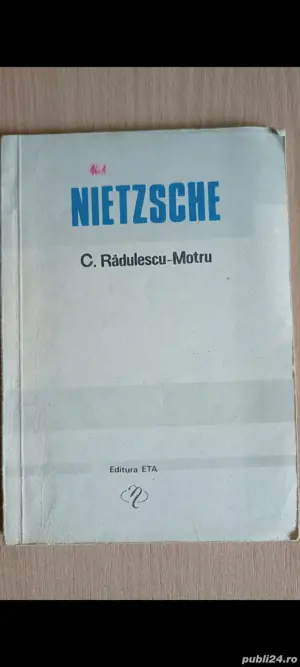 NIETZSCHE
C. Rădulescu-Motru
Editura ETA
publi24.ro